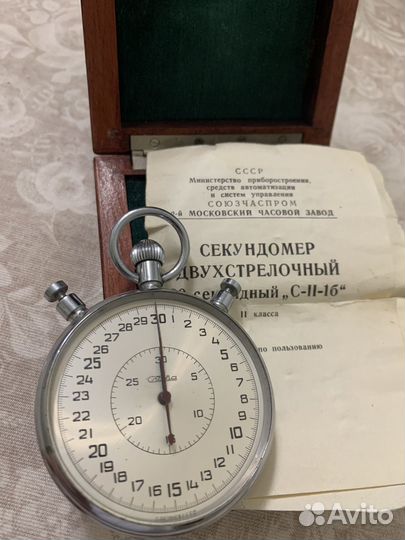 СССР
Министерство приборостроения,
средств автоматизации
и систем управления
СОЮЗЧАСПРОМ
МОСКОВСКИЙ ЧАСОВОЙ ЗАВОД
СЕКУНДОМЕР
ДВУХСТРЕЛОЧНЫЙ
„С-II-1б“
II класса
по пользованию
30 1 2 3 4 5 6 7 8 9 10 11 12 13 14 15 16 17 18 19 20 21 22 23 24 25 26 27 28 29
5 10 15 20 25
Слава
Avito